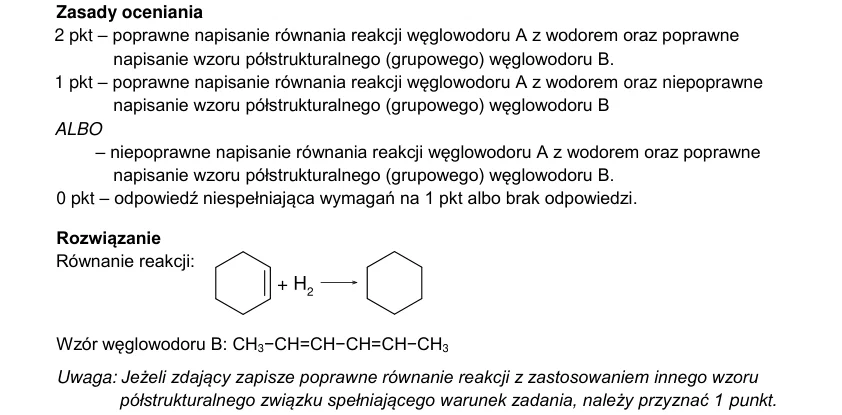 Zasady oceniania
2 pkt – poprawne napisanie równania reakcji węglowodoru A z wodorem oraz poprawne
napisanie wzoru półstrukturalnego (grupowego) węglowodoru B.
1 pkt – poprawne napisanie równania reakcji węglowodoru A z wodorem oraz niepoprawne
napisanie wzoru półstrukturalnego (grupowego) węglowodoru B
ALBO
– niepoprawne napisanie równania reakcji węglowodoru A z wodorem oraz poprawne
napisanie wzoru półstrukturalnego (grupowego) węglowodoru B.
0 pkt – odpowiedź niespełniająca wymagań na 1 pkt albo brak odpowiedzi.
Rozwiązanie
Równanie reakcji:
+ H₂ ⟶
Wzór węglowodoru B: CH₃−CH=CH−CH=CH−CH₃
Uwaga: Jeżeli zdający zapisze poprawne równanie reakcji z zastosowaniem innego wzoru
półstrukturalnego związku spełniającego warunek zadania, należy przyznać 1 punkt.